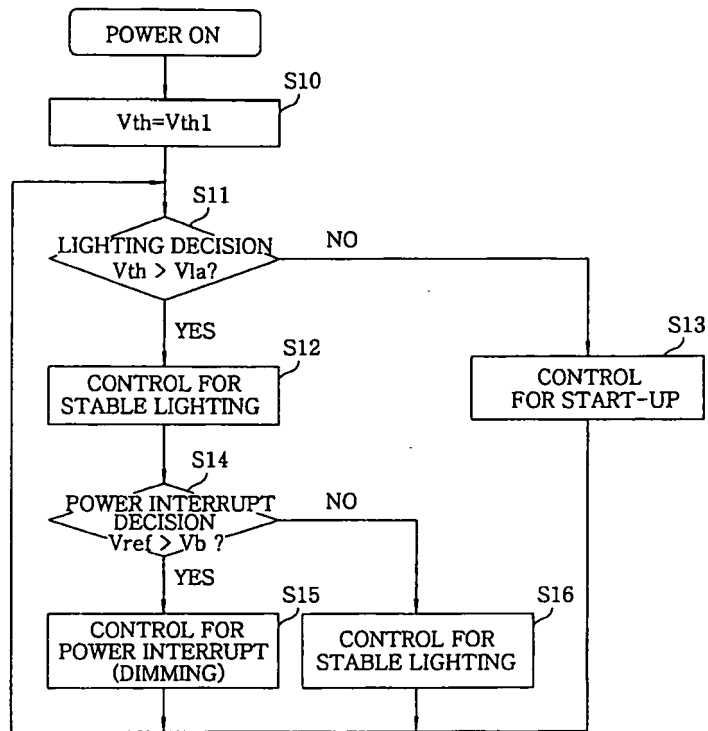 POWER ON
S10
Vth=Vth1
S11
LIGHTING DECISION
Vth > Vla?
NO
YES
S12
S13
CONTROL FOR
STABLE LIGHTING
CONTROL
FOR START-UP
S14
POWER INTERRUPT
DECISION
Vref > Vb ?
NO
YES
S15
S16
CONTROL FOR
POWER INTERRUPT
(DIMMING)
CONTROL FOR
STABLE LIGHTING